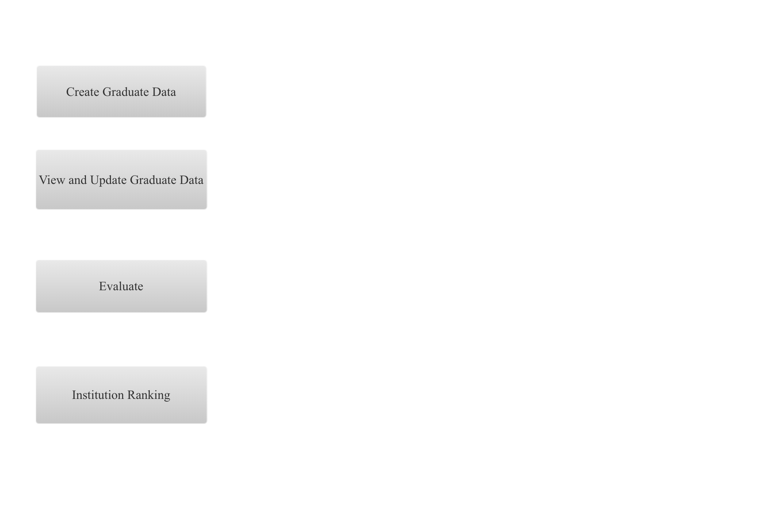 Create Graduate Data
View and Update Graduate Data
Evaluate
Institution Ranking